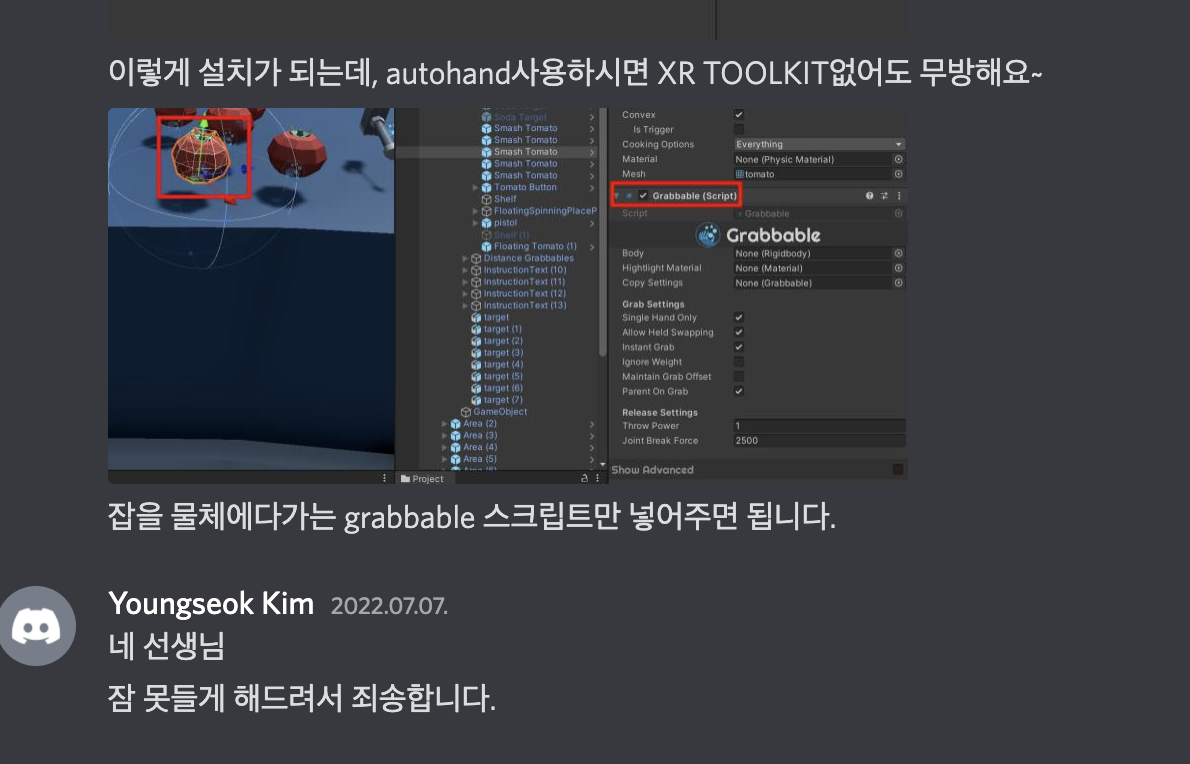 이렇게 설치가 되는데, autohand사용하시면 XR TOOLKIT없어도 무방해요~
Soda Target
Smash Tomato
Smash Tomato
Smash Tomato
Smash Tomato
Smash Tomato
Tomato Button
Shelf
FloatingSpinningPlaceP
pistol
Shelf (1)
Floating Tomato (1)
Distance Grabbables
InstructionText (10)
InstructionText (11)
InstructionText (12)
InstructionText (13)
target
target (1)
target (2)
target (3)
target (4)
target (5)
target (6)
target (7)
GameObject
Area (2)
Area (3)
Area (4)
Area (5)
Project
Convex
Is Trigger
Cooking Options Everything
Material None (Physic Material)
Mesh tomato
Grabbable (Script)
Script Grabbable
Grabbable
Body None (Rigidbody)
Hightlight Material None (Material)
Copy Settings None (Grabbable)
Grab Settings
Single Hand Only
Allow Held Swapping
Instant Grab
Ignore Weight
Maintain Grab Offset
Parent On Grab
Release Settings
Throw Power 1
Joint Break Force 2500
Show Advanced
잡을 물체에다가는 grabbable 스크립트만 넣어주면 됩니다.
Youngseok Kim 2022.07.07.
네 선생님
잠 못들게 해드려서 죄송합니다.